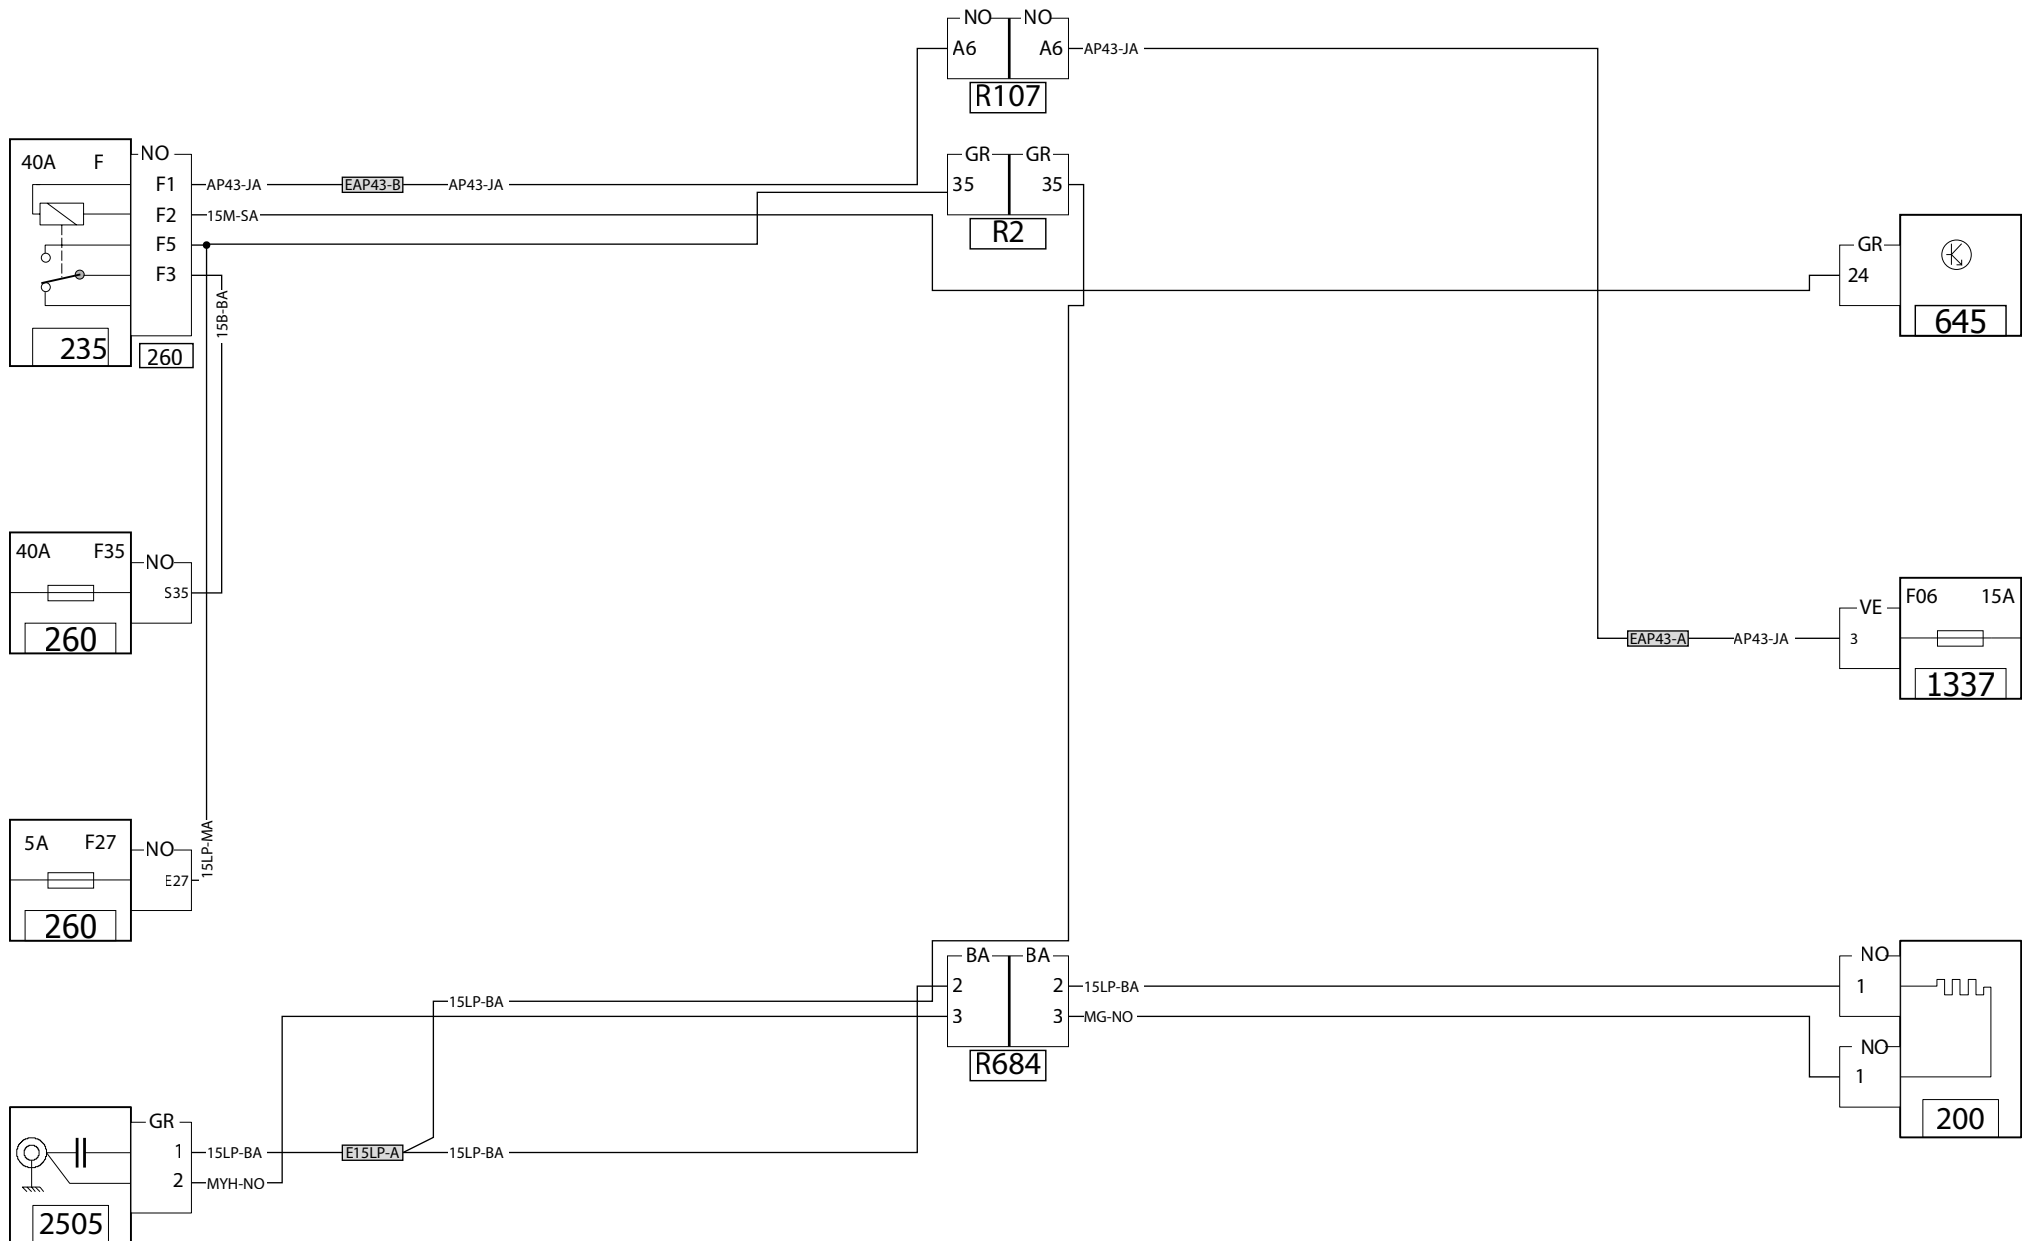 NO NO
A6 A6 AP43-JA
R107
40A F NO
F1 AP43-JA EAP43-B AP43-JA
F2 15M-SA
F5
F3
15B-BA
235 260
GR GR
35 35
R2
GR
24
645
40A F35 NO
S35
260
VE F06 15A
EAP43-A AP43-JA 3
1337
5A F27 NO
E27
15LP-MA
260
BA BA
2 2 15LP-BA
3 3 MG-NO
R684
15LP-BA
NO
1
NO
1
200
GR
1 15LP-BA E15LP-A 15LP-BA
2 MYH-NO
2505